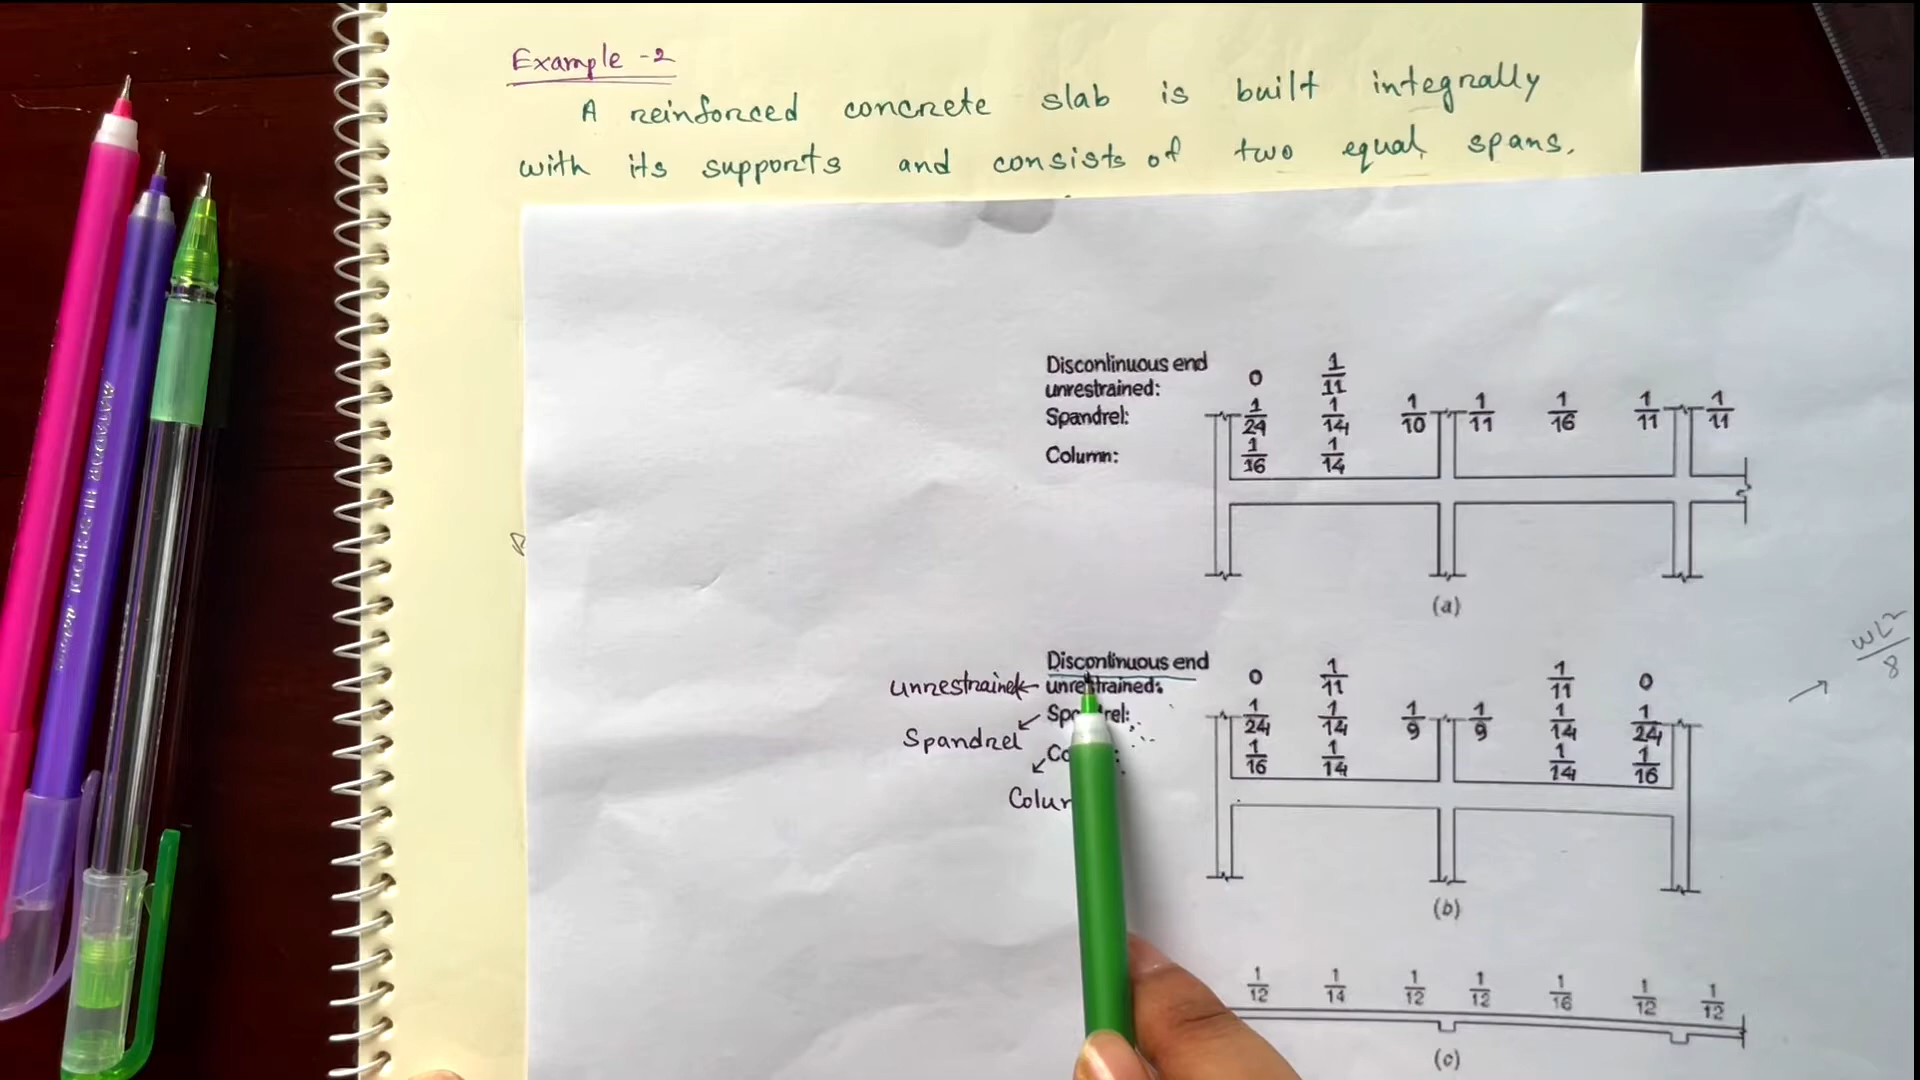 Example -2
A reinforced concrete slab is built integrally
with its supports and consists of two equal spans.
Discontinuous end
unrestrained: 0 1/11
Spandrel: 1/24 1/14 1/10 1/11 1/16 1/11 1/11
Column: 1/16 1/14
(a)
wL²/8
Discontinuous end
unrestrained unrestrained: 0 1/11 1/11 0
Spandrel 1/24 1/14 1/9 1/9 1/14 1/24
1/16 1/14 1/14 1/16
(b)
1/12 1/14 1/12 1/12 1/16 1/12 1/12
(c)
MATADOR HI-SCHOOL